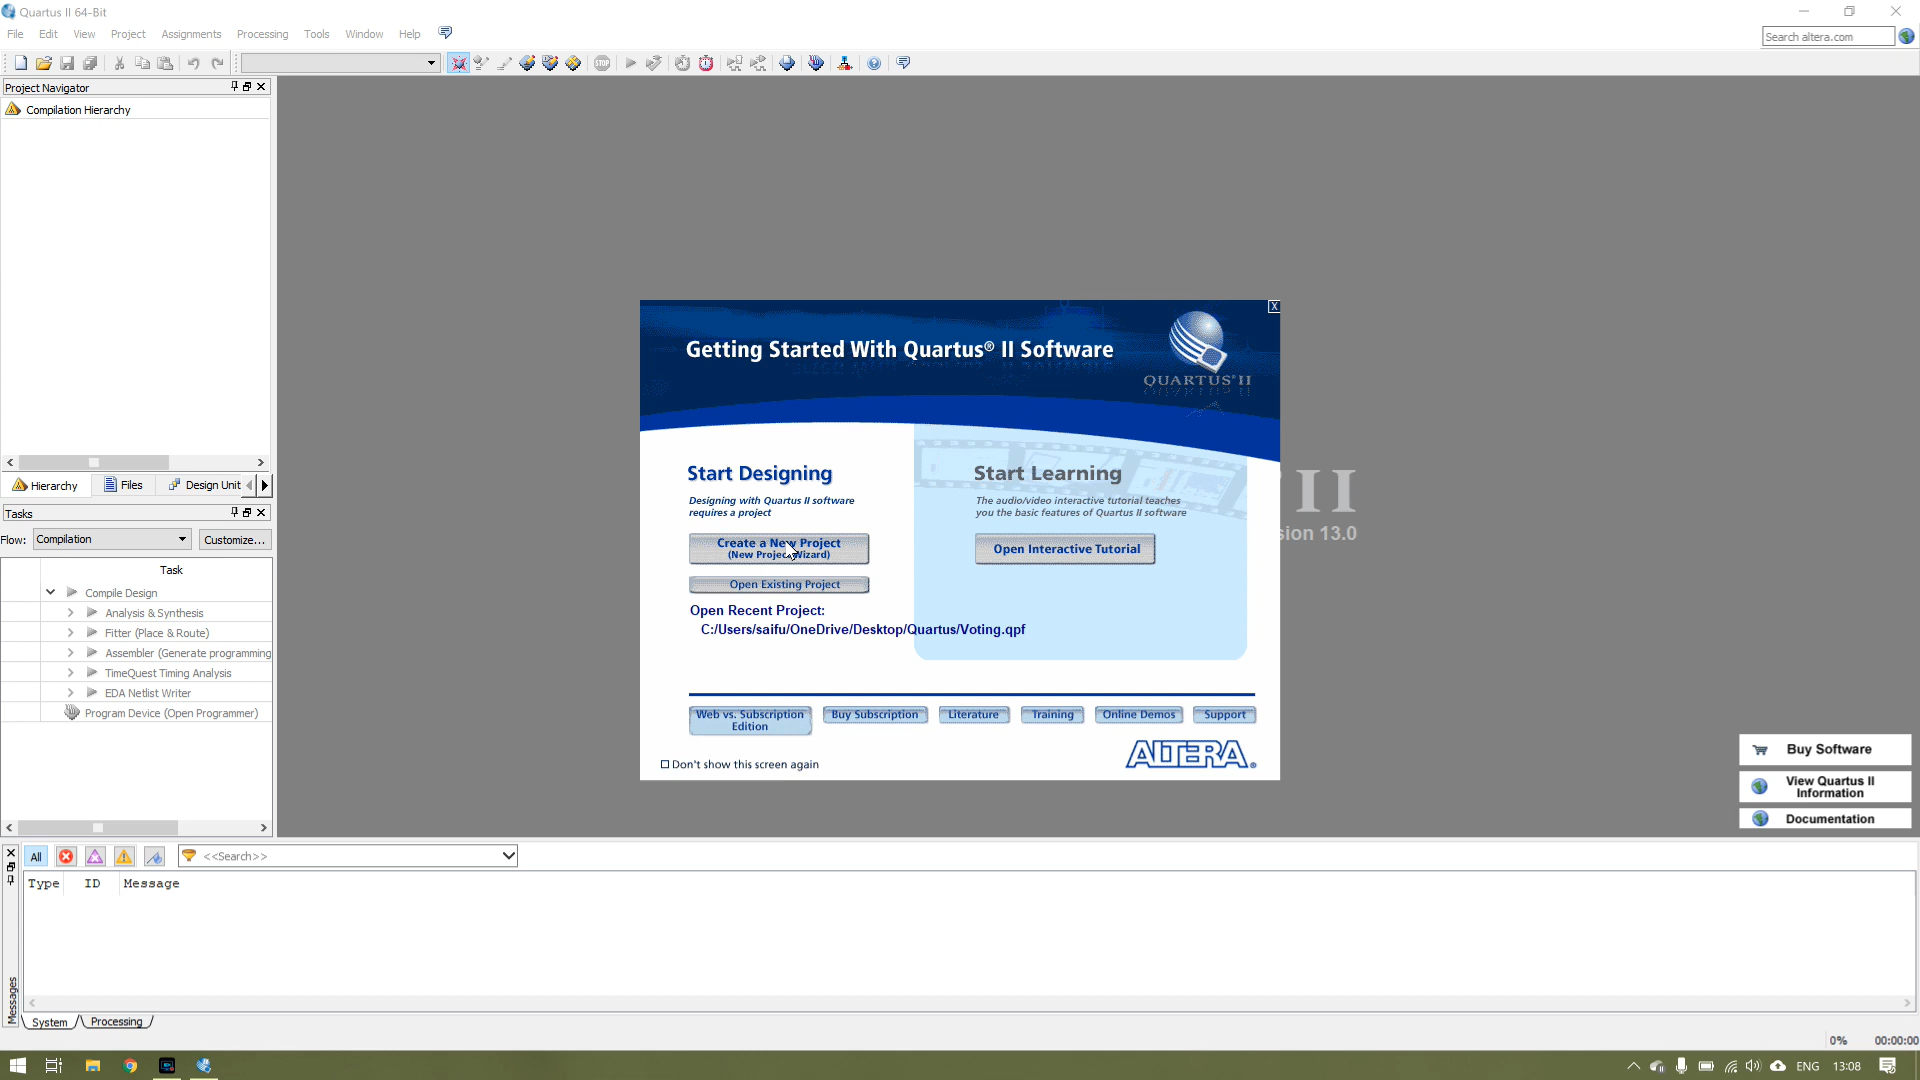 Quartus II 64-Bit
File Edit View Project Assignments Processing Tools Window Help
Search altera.com
Project Navigator
Compilation Hierarchy
Hierarchy Files Design Unit
Tasks
Flow: Compilation Customize...
Task
Compile Design
Analysis & Synthesis
Fitter (Place & Route)
Assembler (Generate programming
TimeQuest Timing Analysis
EDA Netlist Writer
Program Device (Open Programmer)
Getting Started With Quartus® II Software
QUARTUS® II
Start Designing
Designing with Quartus II software
requires a project
Create a New Project
(New Project Wizard)
Open Existing Project
Open Recent Project:
C:/Users/saifu/OneDrive/Desktop/Quartus/Voting.qpf
Start Learning
The audio/video interactive tutorial teaches
you the basic features of Quartus II software
Open Interactive Tutorial
Web vs. Subscription
Edition
Buy Subscription
Literature
Training
Online Demos
Support
Don't show this screen again
ALTERA®
X
II
sion 13.0
Buy Software
View Quartus II
Information
Documentation
All <<Search>>
Type ID Message
Messages
System Processing
0% 00:00:00
ENG 13:08